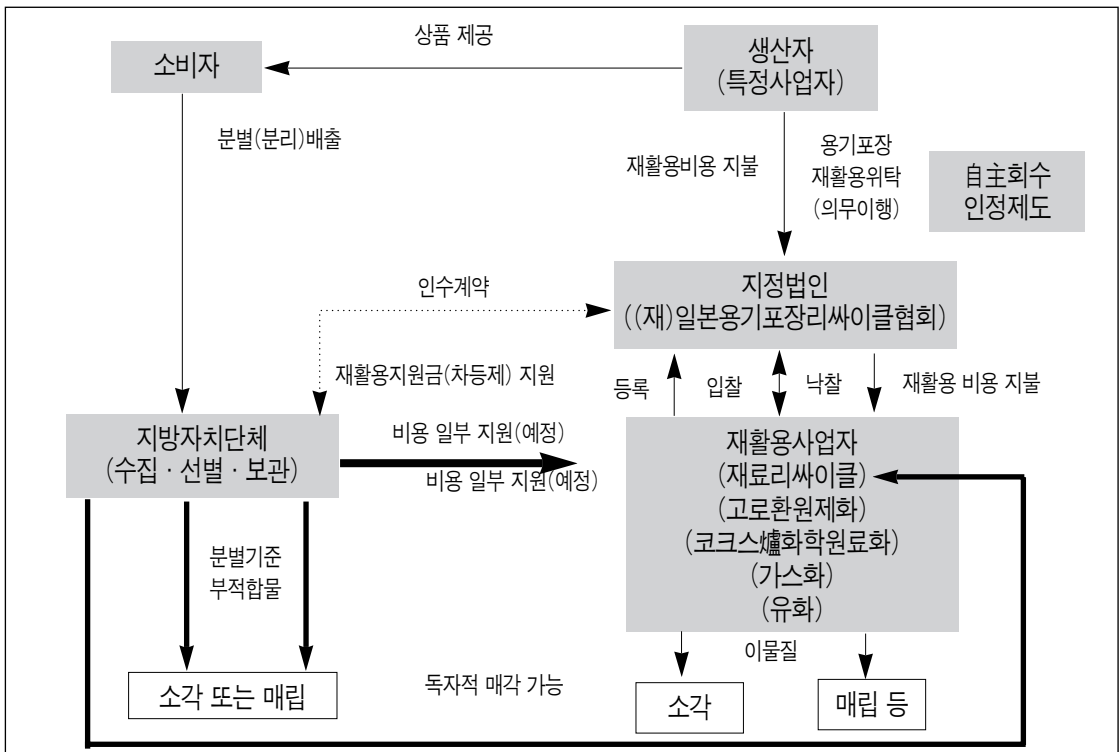 상품 제공
소비자
생산자
(특정사업자)
분별(분리)배출
재활용비용 지불
용기포장
재활용위탁
(의무이행)
自主회수
인정제도
인수계약
지정법인
((재)일본용기포장리싸이클협회)
재활용지원금(차등제) 지원
등록
입찰
낙찰
재활용 비용 지불
지방자치단체
(수집·선별·보관)
비용 일부 지원(예정)
비용 일부 지원(예정)
재활용사업자
(재료리싸이클)
(고로환원제화)
(코크스爐화학원료화)
(가스화)
(유화)
분별기준
부적합물
이물질
소각 또는 매립
독자적 매각 가능
소각
매립 등